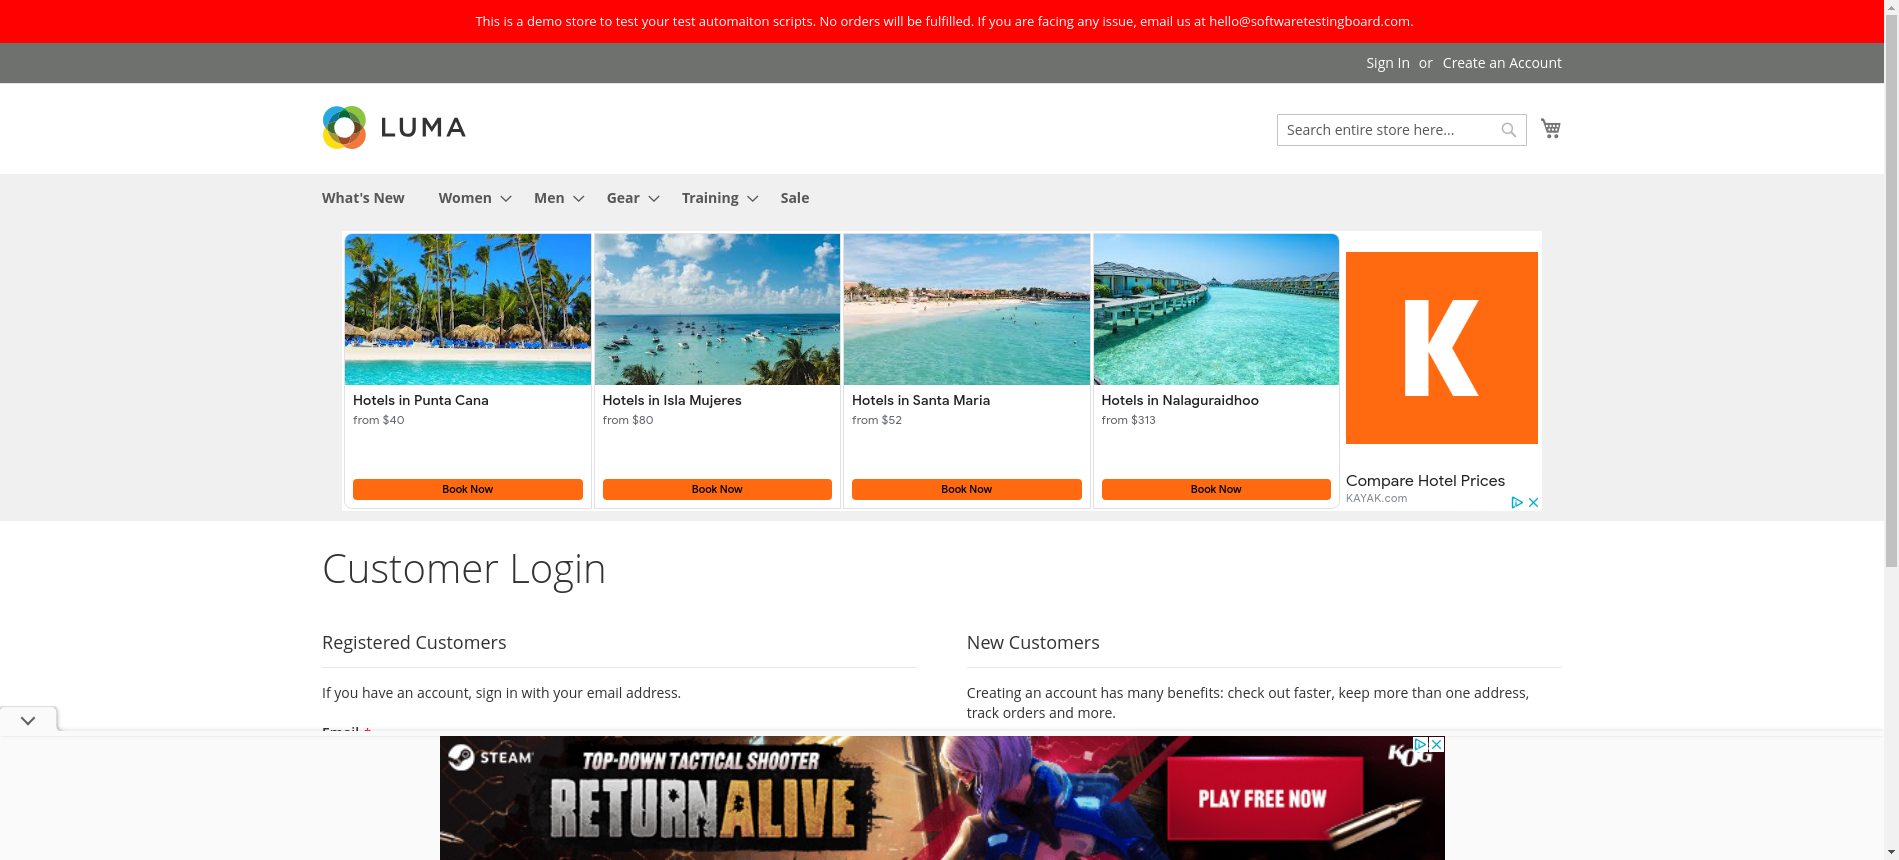 This is a demo store to test your test automaiton scripts. No orders will be fulfilled. If you are facing any issue, email us at hello@softwaretestingboard.com.
Sign In or Create an Account
LUMA
Search entire store here...
What's New Women Men Gear Training Sale
Hotels in Punta Cana
from $40
Book Now
Hotels in Isla Mujeres
from $80
Book Now
Hotels in Santa Maria
from $52
Book Now
Hotels in Nalaguraidhoo
from $313
Book Now
K
Compare Hotel Prices
KAYAK.com
Customer Login
Registered Customers
If you have an account, sign in with your email address.
Email *
New Customers
Creating an account has many benefits: check out faster, keep more than one address,
track orders and more.
STEAM
TOP-DOWN TACTICAL SHOOTER
RETURN ALIVE
PLAY FREE NOW
KOG